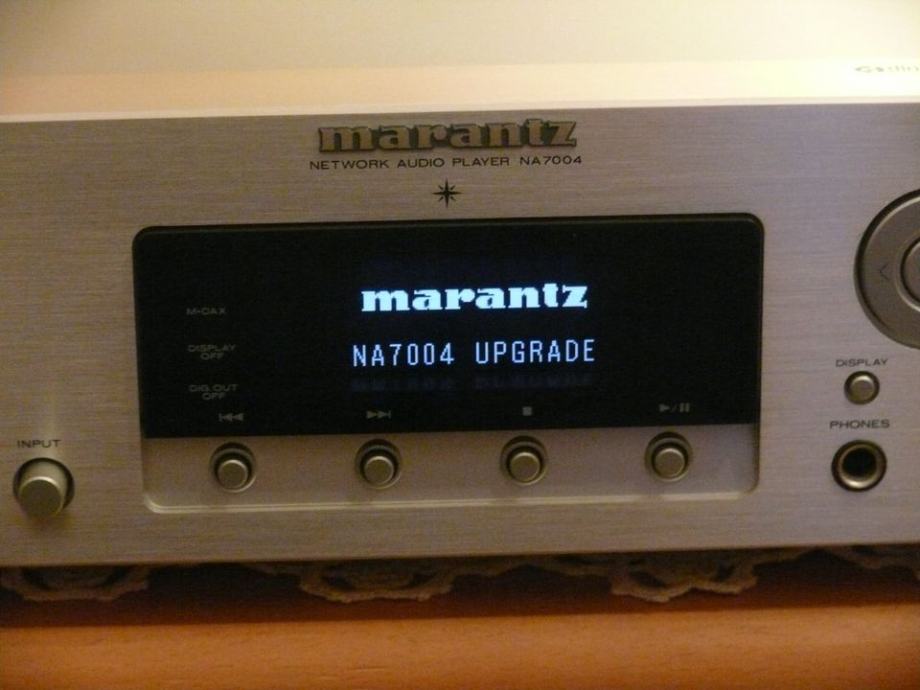 marantz
NETWORK AUDIO PLAYER NA7004
marantz
M-DAX
NA7004 UPGRADE
DISPLAY
OFF
DISPLAY
DIG.OUT
OFF
PHONES
INPUT